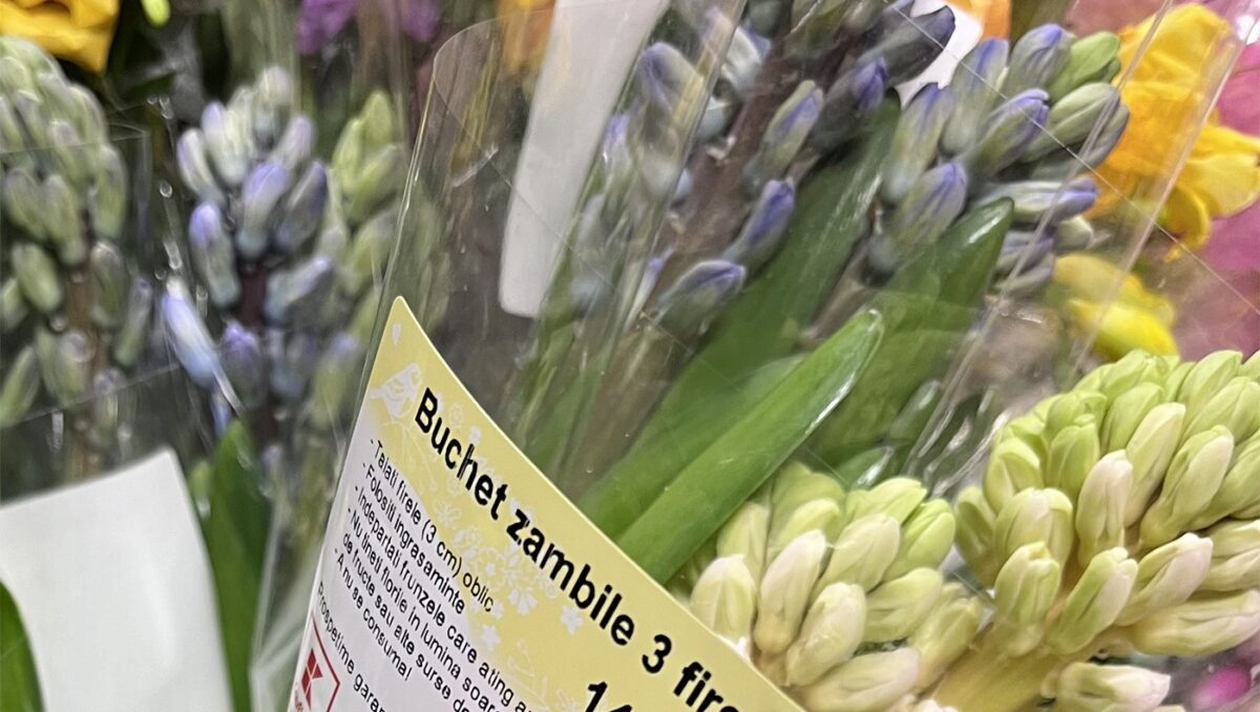 Buchet zambile 3 fire
- Taiati firele (3 cm) oblic
- Folositi ingrasaminte
- Indepartati frunzele care ating
- Nu tineti florile in lumina
de fructe sau alte surse de
- A nu se consuma!